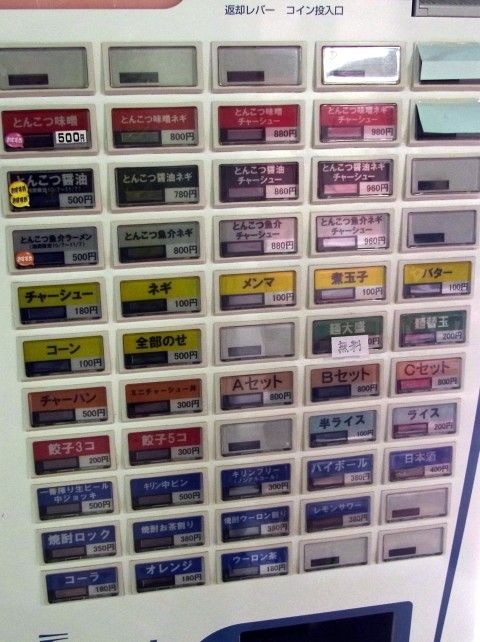 返却レバー コイン投入口
とんこつ味噌
500円
とんこつ味噌ネギ
800円
とんこつ味噌
チャーシュー
880円
とんこつ味噌ネギ
チャーシュー
980円
とんこつ醤油
500円
とんこつ醤油ネギ
780円
とんこつ醤油
チャーシュー
860円
とんこつ醤油ネギ
チャーシュー
960円
とんこつ魚介ラーメン
500円
とんこつ魚介ネギ
800円
とんこつ魚介
チャーシュー
880円
とんこつ魚介ネギ
チャーシュー
960円
チャーシュー
180円
ネギ
100円
メンマ
100円
煮玉子
100円
バター
100円
コーン
100円
全部のせ
500円
麺大盛
無料
麺替玉
200円
チャーハン
500円
ミニチャーシュー丼
300円
Aセット
800円
Bセット
800円
Cセット
800円
餃子3コ
200円
餃子5コ
300円
半ライス
100円
ライス
200円
一番搾り生ビール
中ジョッキ
500円
キリン中ビン
500円
キリンフリー
(ノンアルコール)
300円
ハイボール
380円
日本酒
400円
焼酎ロック
350円
焼酎お茶割り
380円
焼酎ウーロン割り
380円
レモンサワー
380円
コーラ
180円
オレンジ
180円
ウーロン茶
180円